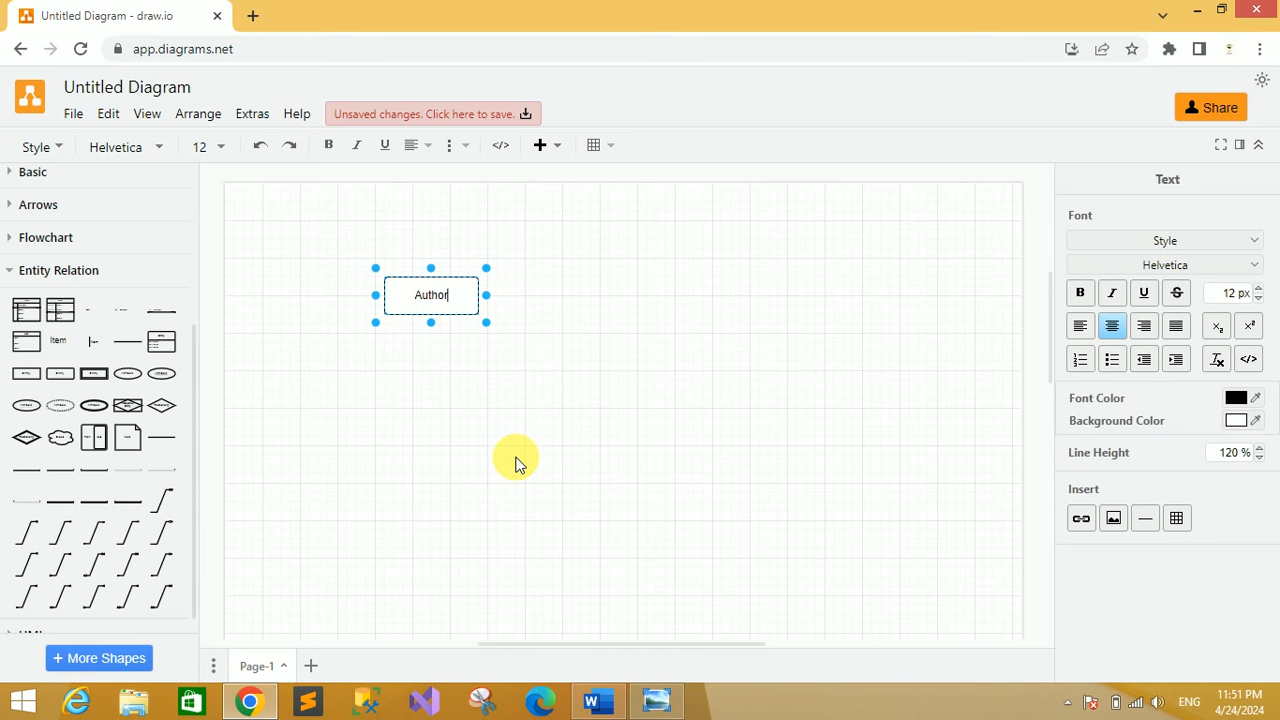 Untitled Diagram - draw.io
app.diagrams.net
Untitled Diagram
File Edit View Arrange Extras Help Unsaved changes. Click here to save.
Share
Style Helvetica 12 B I U
Basic
Arrows
Flowchart
Entity Relation
Item
More Shapes
Author
Page-1
Text
Font
Style
Helvetica
B I U S 12 px
Font Color
Background Color
Line Height 120 %
Insert
ENG
11:51 PM
4/24/2024